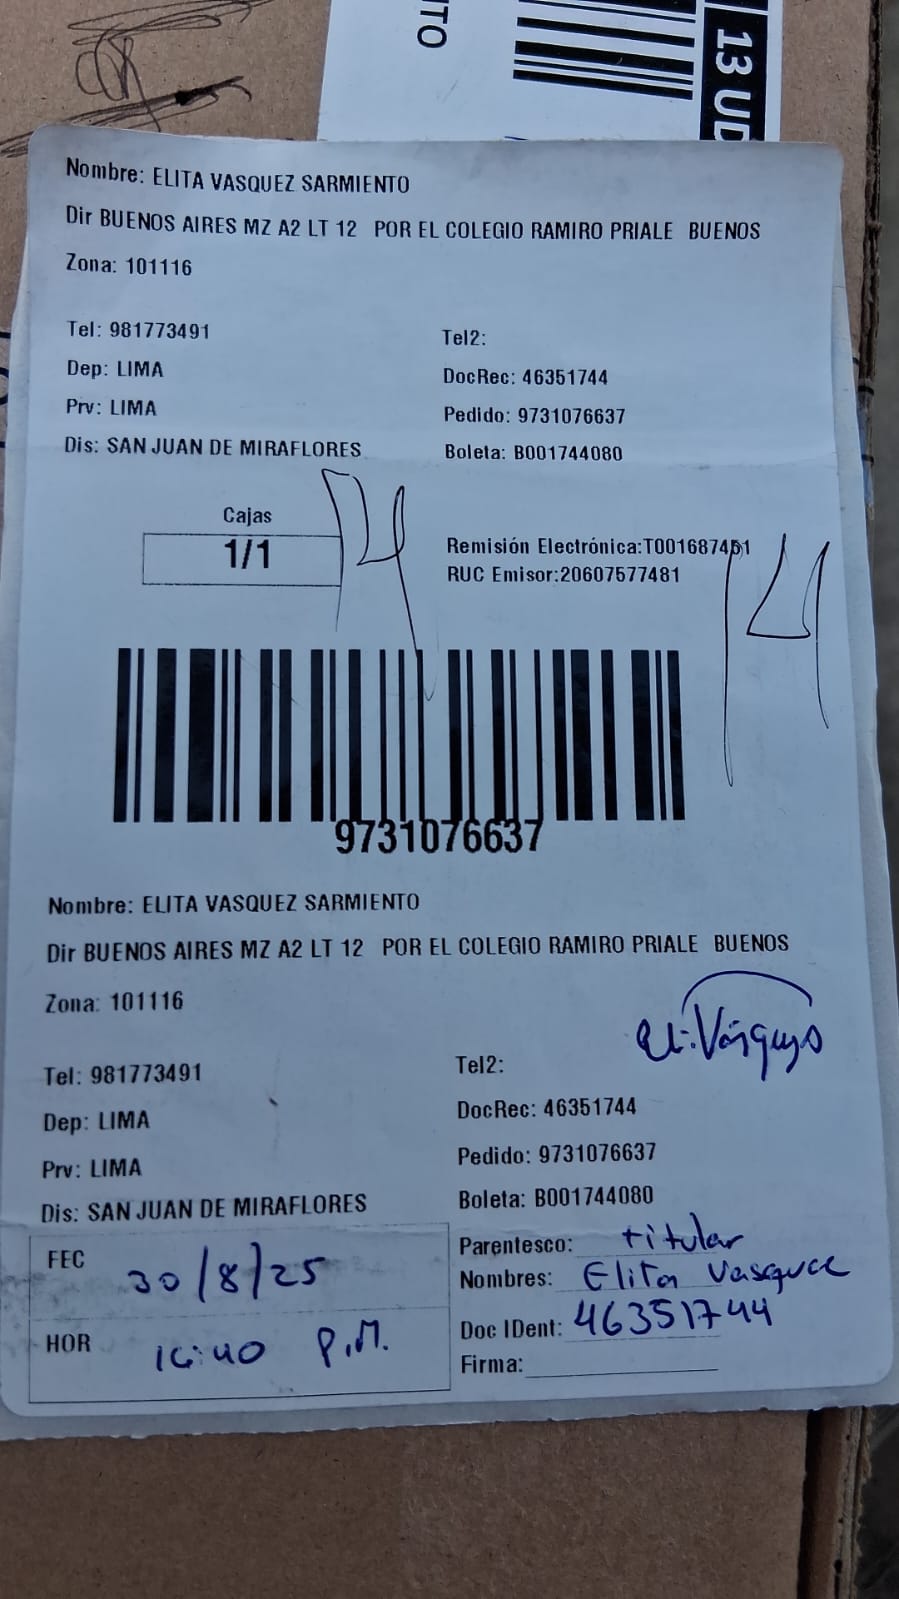 TO
13 UD
Nombre: ELITA VASQUEZ SARMIENTO
Dir BUENOS AIRES MZ A2 LT 12 POR EL COLEGIO RAMIRO PRIALE BUENOS
Zona: 101116
Tel: 981773491
Tel2:
Dep: LIMA
DocRec: 46351744
Prv: LIMA
Pedido: 9731076637
Dis: SAN JUAN DE MIRAFLORES
Boleta: B001744080
Cajas
1/1
14
Remisión Electrónica:T001687451
RUC Emisor:20607577481
14
9731076637
Nombre: ELITA VASQUEZ SARMIENTO
Dir BUENOS AIRES MZ A2 LT 12 POR EL COLEGIO RAMIRO PRIALE BUENOS
Zona: 101116
Tel: 981773491
Tel2:
Dep: LIMA
DocRec: 46351744
Prv: LIMA
Pedido: 9731076637
Dis: SAN JUAN DE MIRAFLORES
Boleta: B001744080
FEC 30/8/25
Parentesco: titular
Nombres: Elita Vasquez
HOR P.M.
Doc IDent: 46351744
Firma: